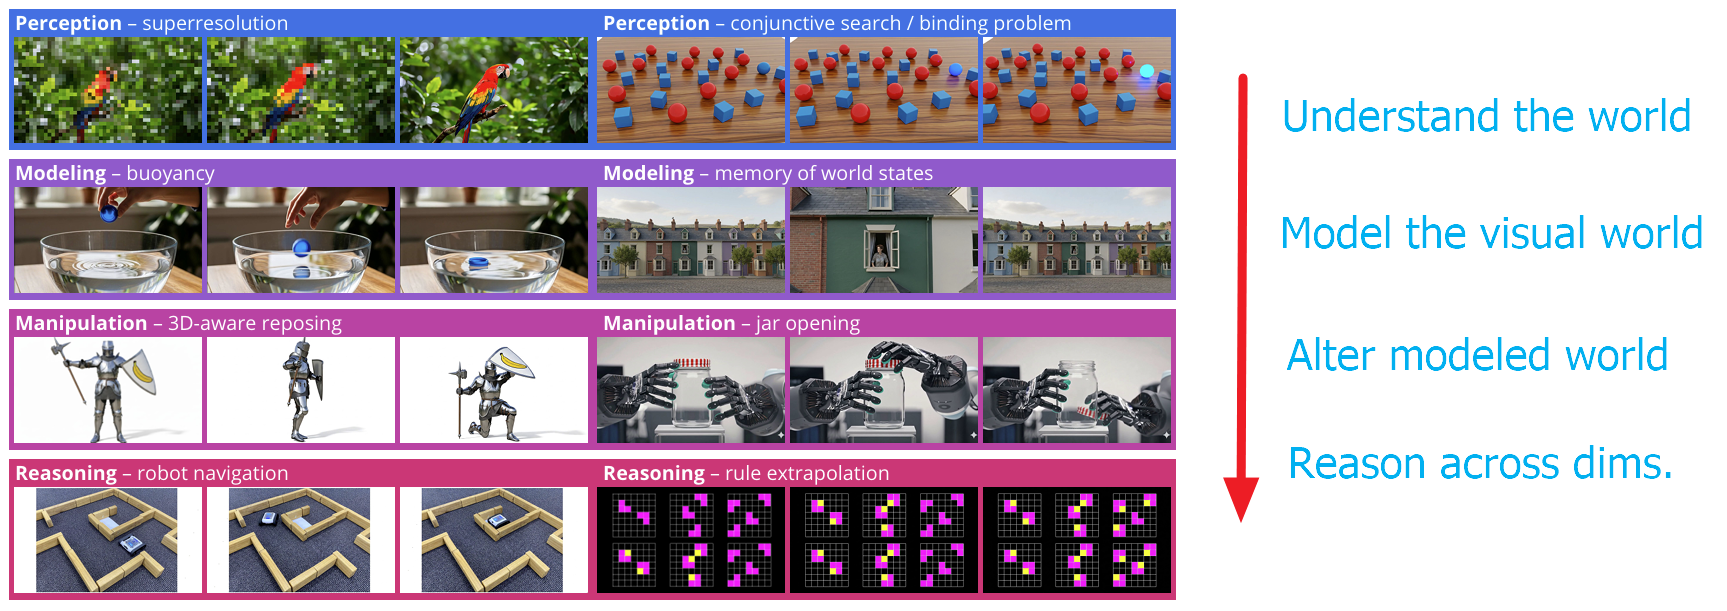 Perception – superresolution
Perception – conjunctive search / binding problem
Understand the world
Modeling – buoyancy
Modeling – memory of world states
Model the visual world
Manipulation – 3D-aware reposing
Manipulation – jar opening
Alter modeled world
Reasoning – robot navigation
Reasoning – rule extrapolation
Reason across dims.